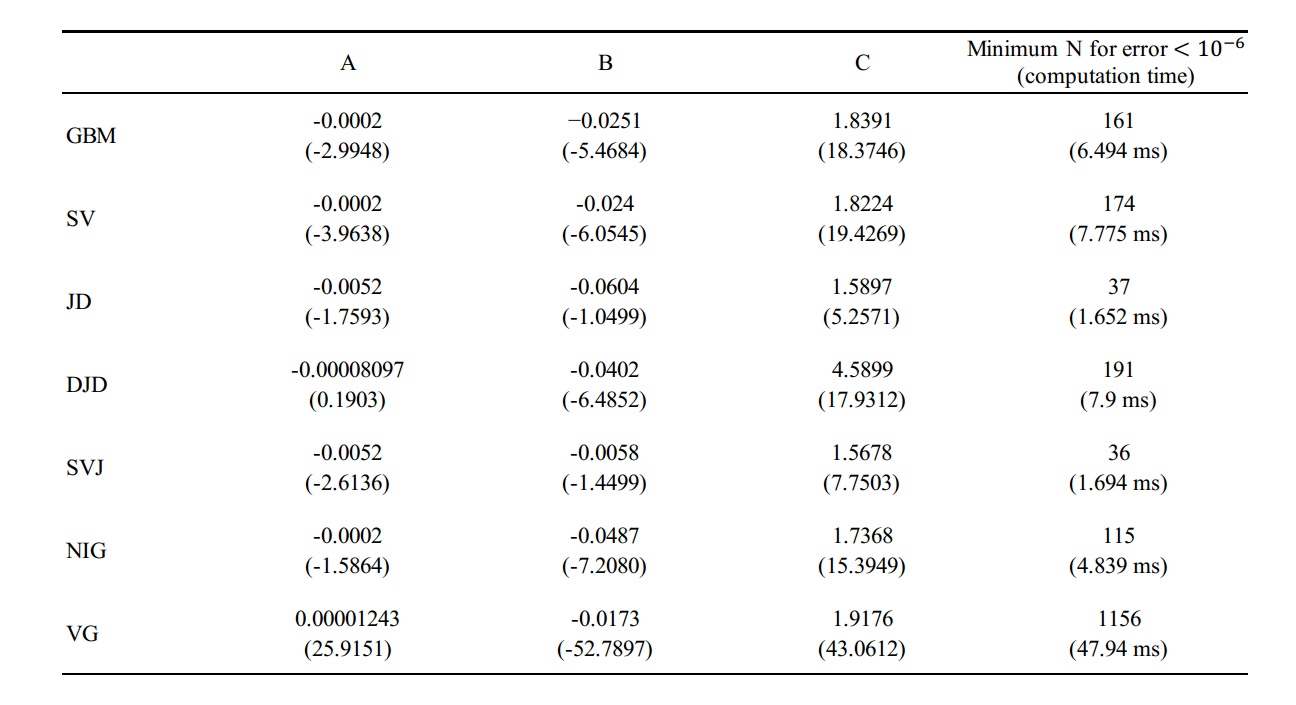 A B C Minimum N for error < 10⁻⁶
(computation time)
GBM -0.0002 −0.0251 1.8391 161
(-2.9948) (-5.4684) (18.3746) (6.494 ms)
SV -0.0002 -0.024 1.8224 174
(-3.9638) (-6.0545) (19.4269) (7.775 ms)
JD -0.0052 -0.0604 1.5897 37
(-1.7593) (-1.0499) (5.2571) (1.652 ms)
DJD -0.00008097 -0.0402 4.5899 191
(0.1903) (-6.4852) (17.9312) (7.9 ms)
SVJ -0.0052 -0.0058 1.5678 36
(-2.6136) (-1.4499) (7.7503) (1.694 ms)
NIG -0.0002 -0.0487 1.7368 115
(-1.5864) (-7.2080) (15.3949) (4.839 ms)
VG 0.00001243 -0.0173 1.9176 1156
(25.9151) (-52.7897) (43.0612) (47.94 ms)